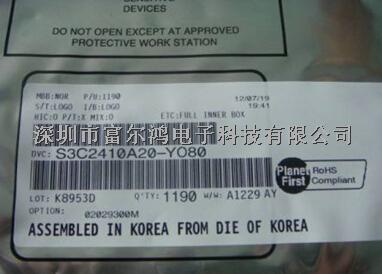 SENSITIVE
DEVICES
DO NOT OPEN EXCEPT AT APPROVED
PROTECTIVE WORK STATION
MBB:NOR P/U:1190
12/07/19
19:41
S/T:LOGO I/B:LOGO
HIC:O P/T:X MIX:O
ETC:FULL INNER BOX
深圳市富尔鸿电子科技有限公司
DVC: S3C2410A20-YO80
Planet First
RoHS
Compliant
LOT: K8953D Q'TY: 1190 W/W: A1229 AY
OPTION: 02029300M
ASSEMBLED IN KOREA FROM DIE OF KOREA